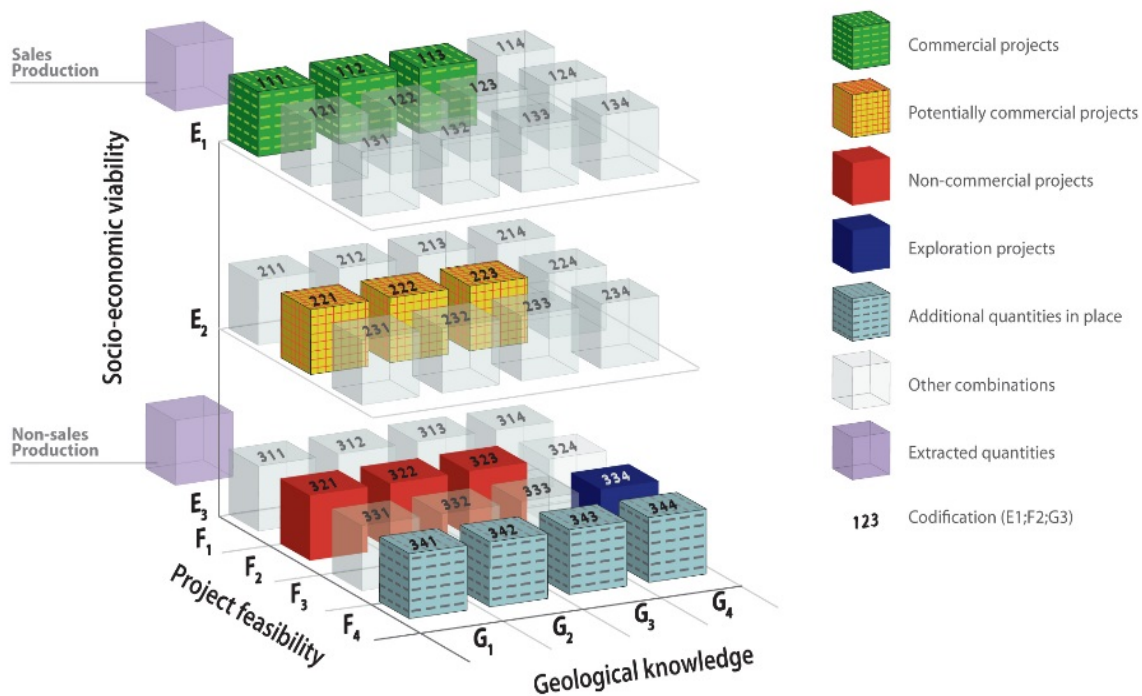 Sales
Production
Socio-economic viability
E1
111
112
113
114
121
122
123
124
131
132
133
134
E2
211
212
213
214
221
222
223
224
231
232
233
234
Non-sales
Production
E3
311
312
313
314
321
322
323
324
331
332
333
334
341
342
343
344
F1
F2
F3
F4
Project feasibility
G1
G2
G3
G4
Geological knowledge
Commercial projects
Potentially commercial projects
Non-commercial projects
Exploration projects
Additional quantities in place
Other combinations
Extracted quantities
123 Codification (E1;F2;G3)